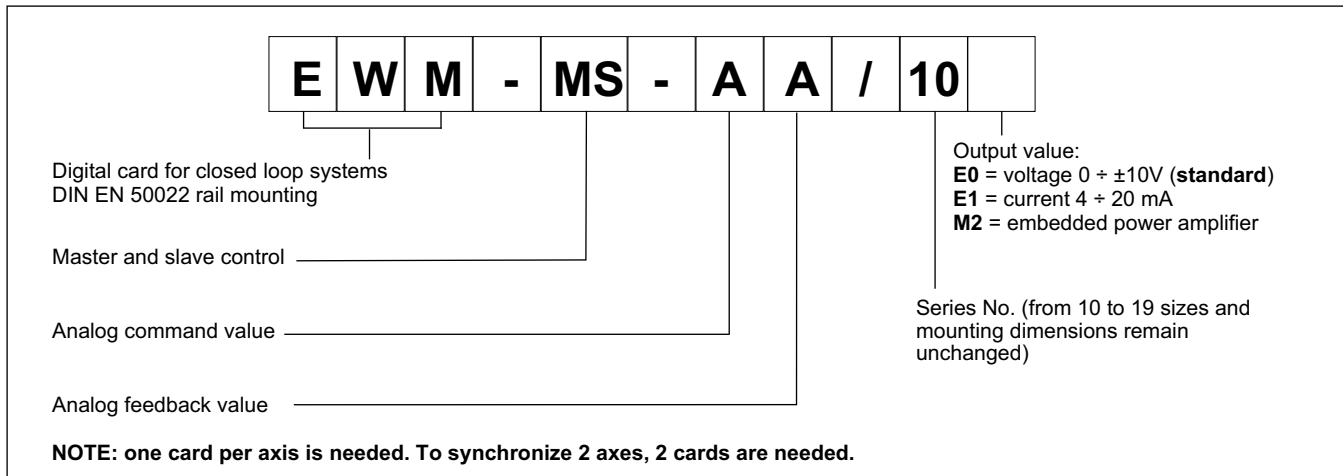 E W M - MS - A A / 10
Digital card for closed loop systems
DIN EN 50022 rail mounting
Master and slave control
Analog command value
Analog feedback value
Output value:
E0 = voltage 0 ÷ ±10V (standard)
E1 = current 4 ÷ 20 mA
M2 = embedded power amplifier
Series No. (from 10 to 19 sizes and
mounting dimensions remain
unchanged)
NOTE: one card per axis is needed. To synchronize 2 axes, 2 cards are needed.